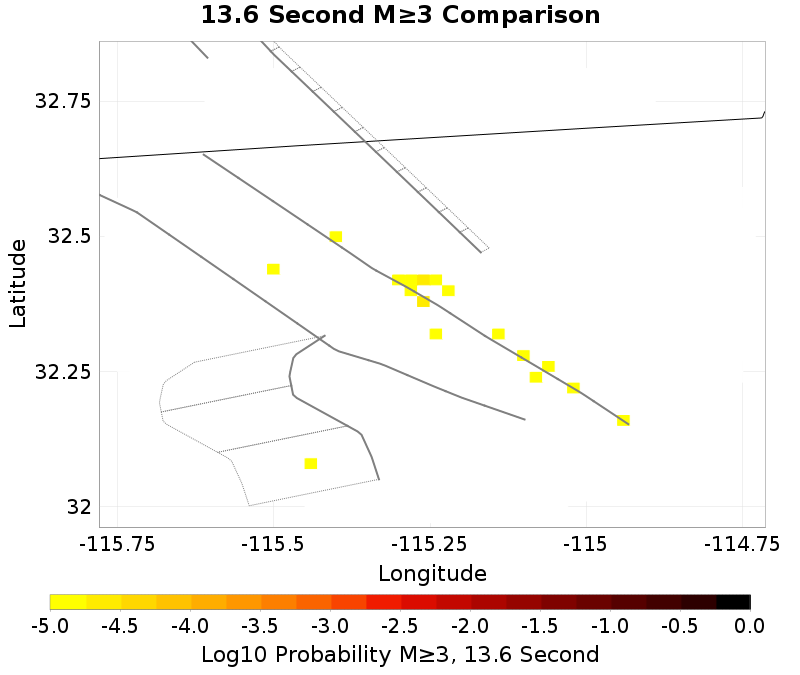 13.6 Second M≥3 Comparison
32.75
32.5
32.25
32
Latitude
-115.75 -115.5 -115.25 -115 -114.75
Longitude
-5.0 -4.5 -4.0 -3.5 -3.0 -2.5 -2.0 -1.5 -1.0 -0.5 0.0
Log10 Probability M≥3, 13.6 Second